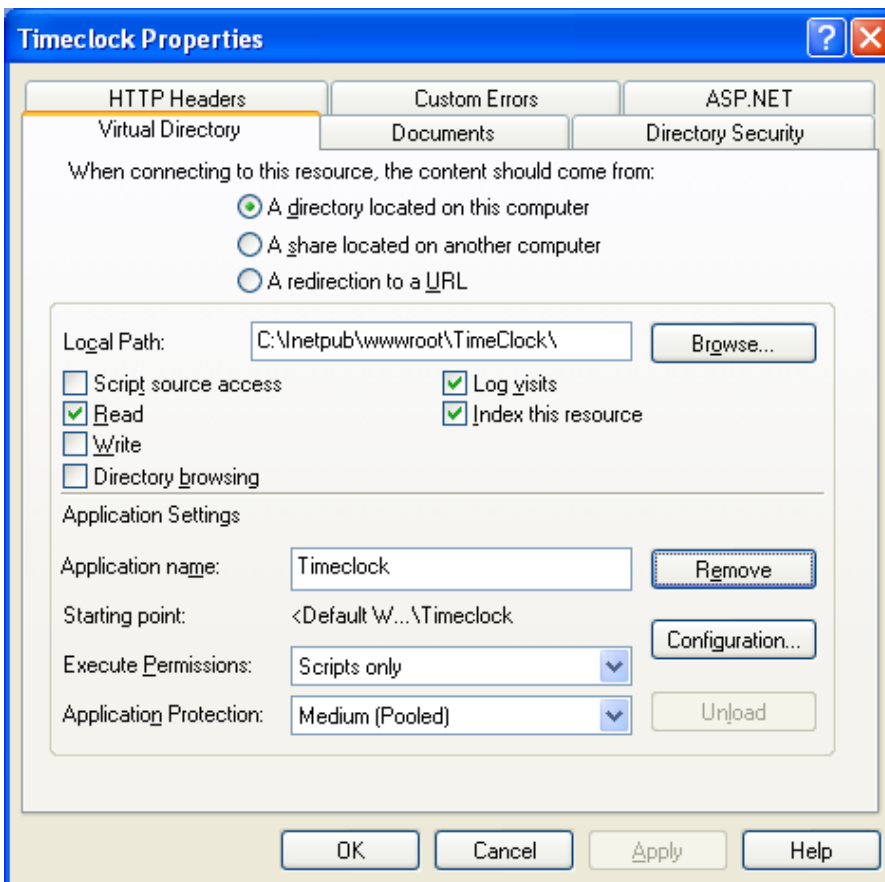 Timeclock Properties
HTTP Headers Custom Errors ASP.NET
Virtual Directory Documents Directory Security
When connecting to this resource, the content should come from:
A directory located on this computer
A share located on another computer
A redirection to a URL
Local Path: C:\Inetpub\wwwroot\TimeClock\ Browse...
Script source access Log visits
Read Index this resource
Write
Directory browsing
Application Settings
Application name: Timeclock Remove
Starting point: <Default W...\Timeclock
Configuration...
Execute Permissions: Scripts only
Application Protection: Medium (Pooled) Unload
OK Cancel Apply Help